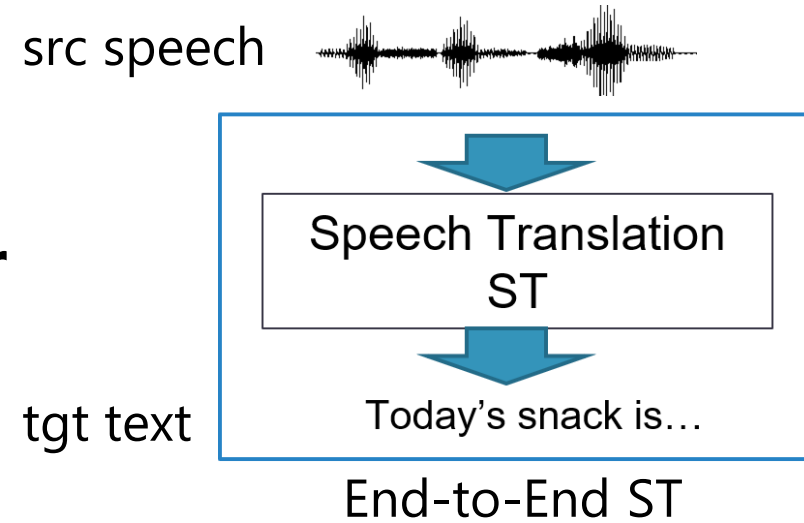 src speech
Speech Translation
ST
tgt text
Today's snack is…
End-to-End ST